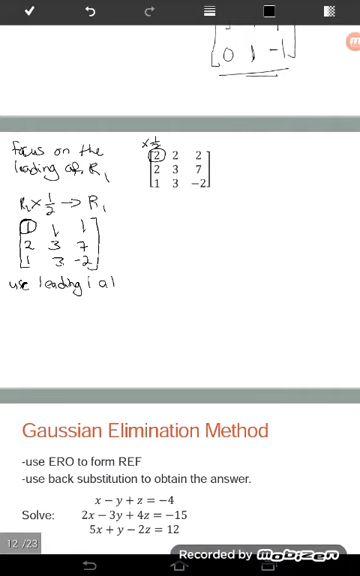 0 1 -1
focus on the
leading of R₁
R₁ × 1/2 → R₁
1 1 1
2 3 7
1 3 -2
use leading 1 a
× 1/2
2 2 2
2 3 7
1 3 −2
Gaussian Elimination Method
-use ERO to form REF
-use back substitution to obtain the answer.
x − y + z = −4
Solve: 2x − 3y + 4z = −15
5x + y − 2z = 12
12 /23
Recorded by Mobizen